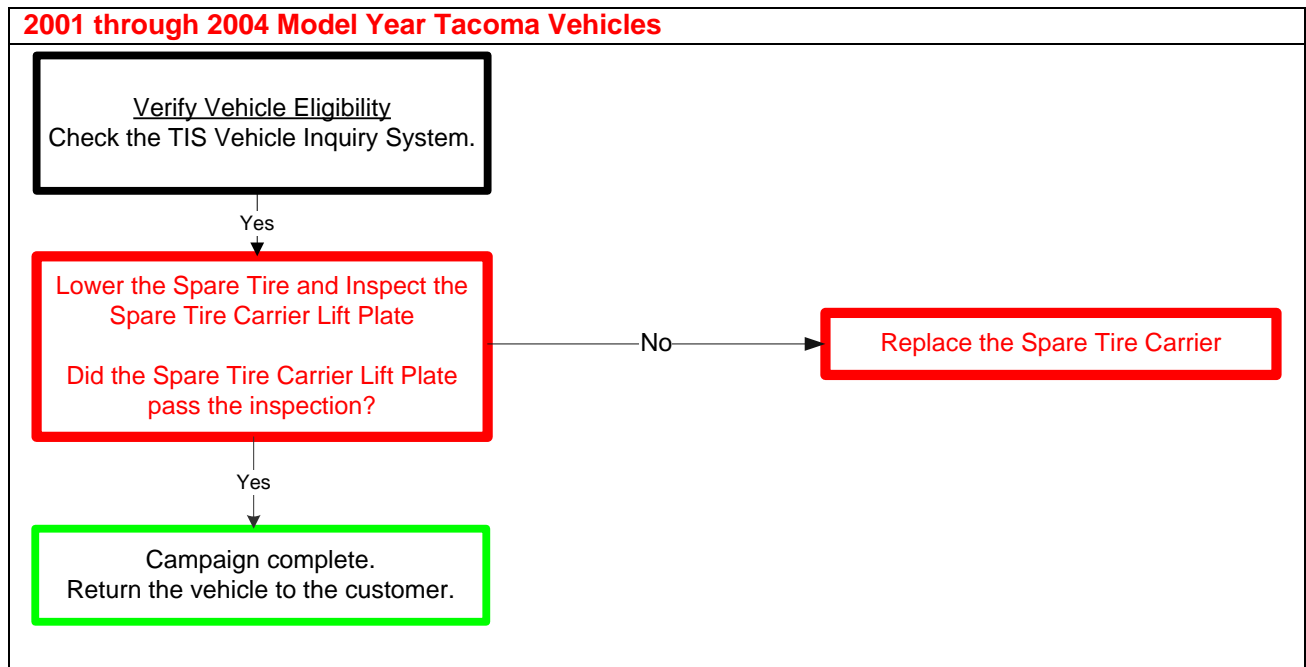 2001 through 2004 Model Year Tacoma Vehicles
Verify Vehicle Eligibility
Check the TIS Vehicle Inquiry System.
Yes
Lower the Spare Tire and Inspect the
Spare Tire Carrier Lift Plate
Did the Spare Tire Carrier Lift Plate
pass the inspection?
No
Replace the Spare Tire Carrier
Yes
Campaign complete.
Return the vehicle to the customer.